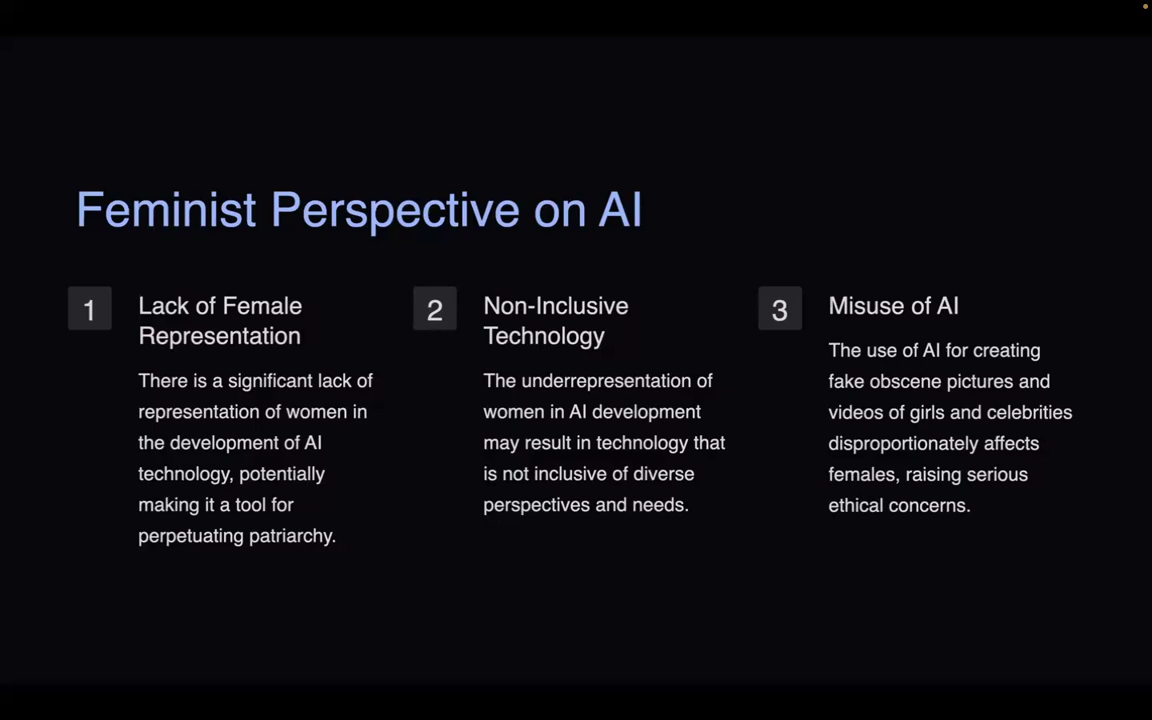 Feminist Perspective on AI
1
Lack of Female
Representation
There is a significant lack of
representation of women in
the development of AI
technology, potentially
making it a tool for
perpetuating patriarchy.
2
Non-Inclusive
Technology
The underrepresentation of
women in AI development
may result in technology that
is not inclusive of diverse
perspectives and needs.
3
Misuse of AI
The use of AI for creating
fake obscene pictures and
videos of girls and celebrities
disproportionately affects
females, raising serious
ethical concerns.